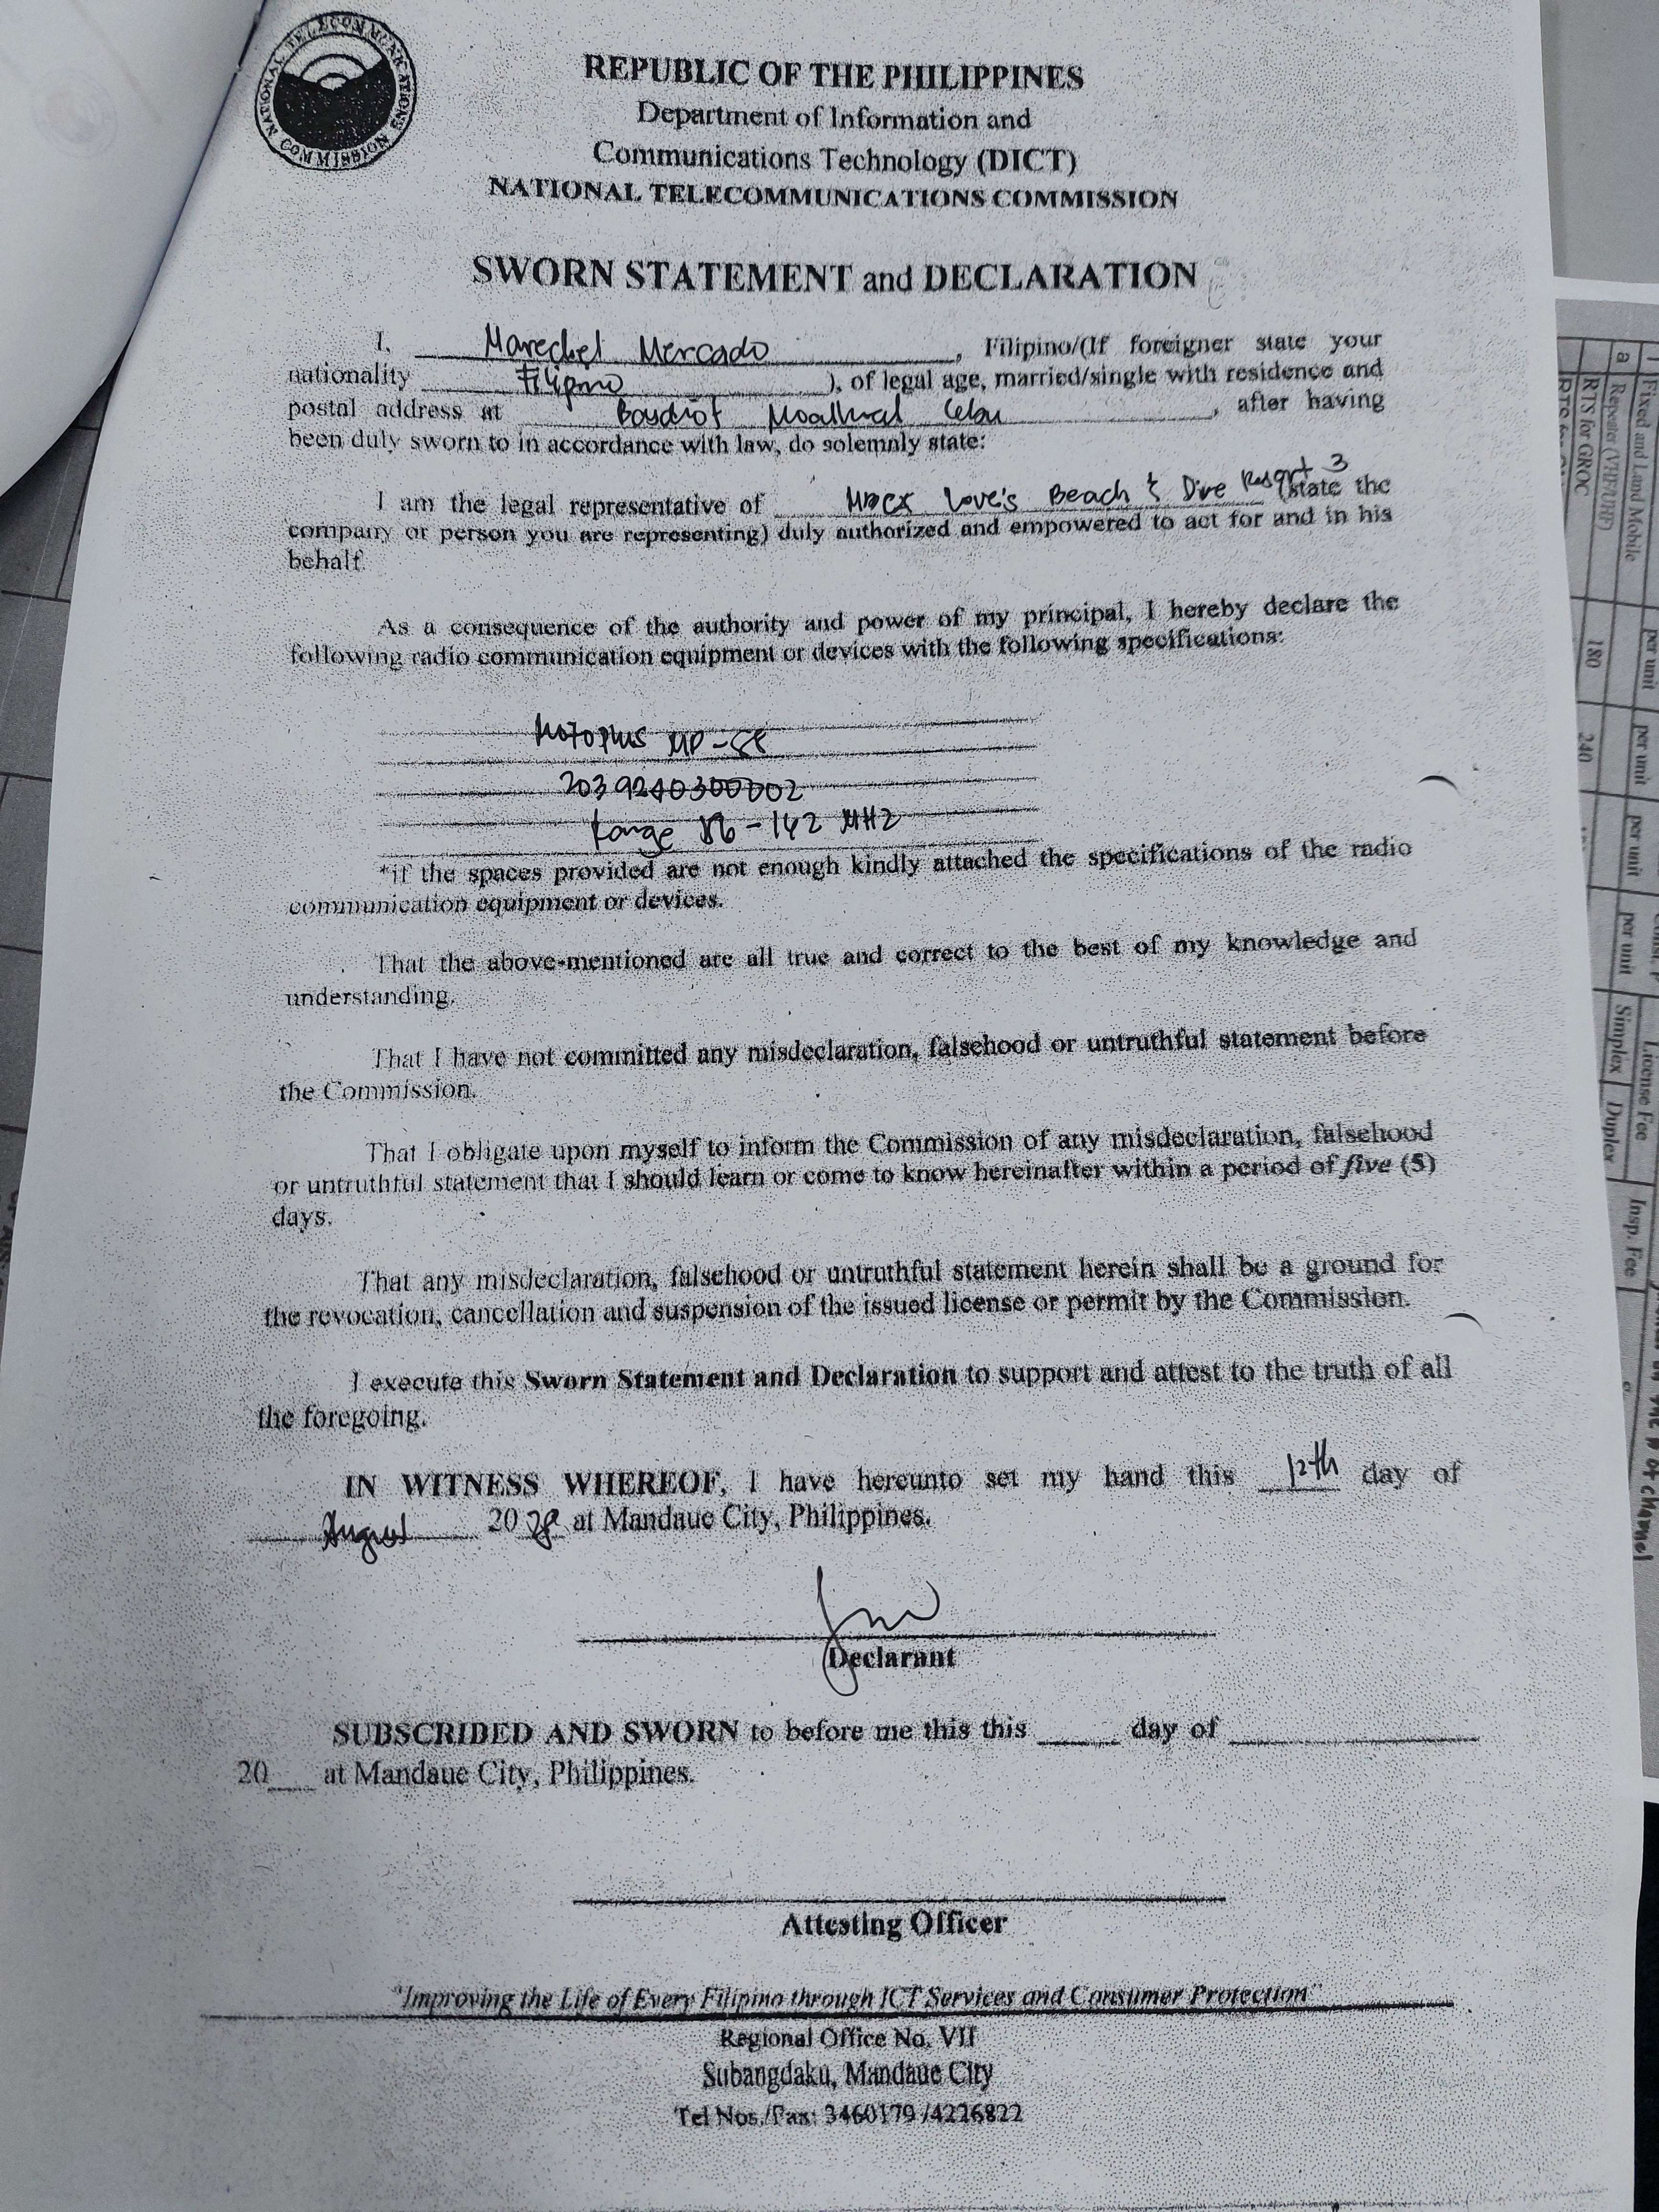 NATIONAL TELECOMMUNICATIONS COMMISSION
REPUBLIC OF THE PHILIPPINES
Department of Information and
Communications Technology (DICT)
NATIONAL TELECOMMUNICATIONS COMMISSION
SWORN STATEMENT and DECLARATION
I, Marechel Mercado, Filipino/(If foreigner state your
nationality Filipino), of legal age, married/single with residence and
postal address at Basdiot Moalboal Cebu, after having
been duly sworn to in accordance with law, do solemnly state:
I am the legal representative of Love's Beach & Dive Resort 3 (state the
company or person you are representing) duly authorized and empowered to act for and in his
behalf.
As a consequence of the authority and power of my principal, I hereby declare the
following radio communication equipment or devices with the following specifications:
Motoplus
2039240300002
Range - 142 MHz
*if the spaces provided are not enough kindly attached the specifications of the radio
communication equipment or devices.
That the above-mentioned are all true and correct to the best of my knowledge and
understanding.
That I have not committed any misdeclaration, falsehood or untruthful statement before
the Commission.
That I obligate upon myself to inform the Commission of any misdeclaration, falsehood
or untruthful statement that I should learn or come to know hereinafter within a period of five (5)
days.
That any misdeclaration, falsehood or untruthful statement herein shall be a ground for
the revocation, cancellation and suspension of the issued license or permit by the Commission.
I execute this Sworn Statement and Declaration to support and attest to the truth of all
the foregoing.
IN WITNESS WHEREOF, I have hereunto set my hand this 12th day of
August 20 at Mandaue City, Philippines.
Declarant
SUBSCRIBED AND SWORN to before me this this ___ day of ___
20___ at Mandaue City, Philippines.
Attesting Officer
"Improving the Life of Every Filipino through ICT Services and Consumer Protection"
Regional Office No. VII
Subangdaku, Mandaue City
Tel Nos./Fax: 3460179 /4226822
Fixed and Land Mobile
a Repeater (VHF/UHF)
RTS for GROC
180
240
per unit
per unit
per unit
per unit
License Fee
Simplex
Duplex
Insp. Fee
# of channel